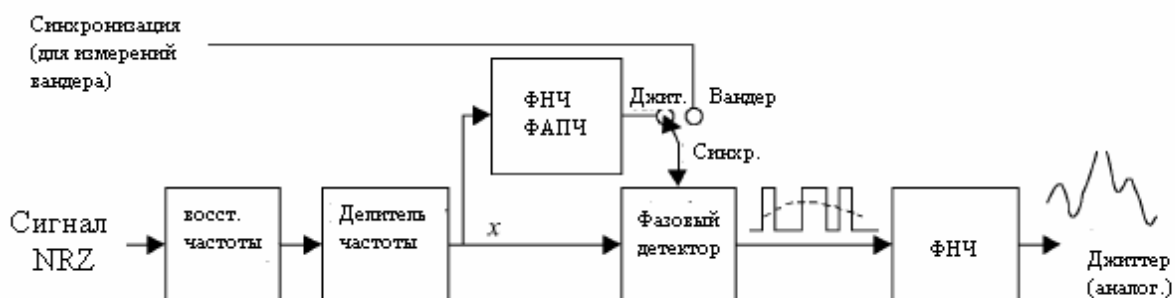 Синхронизация
(для измерений
вандера)
ФНЧ
ФАПЧ
Джит.
Вандер
Синхр.
Сигнал
NRZ
восст.
частоты
Делитель
частоты
x
Фазовый
детектор
ФНЧ
Джиттер
(аналог.)